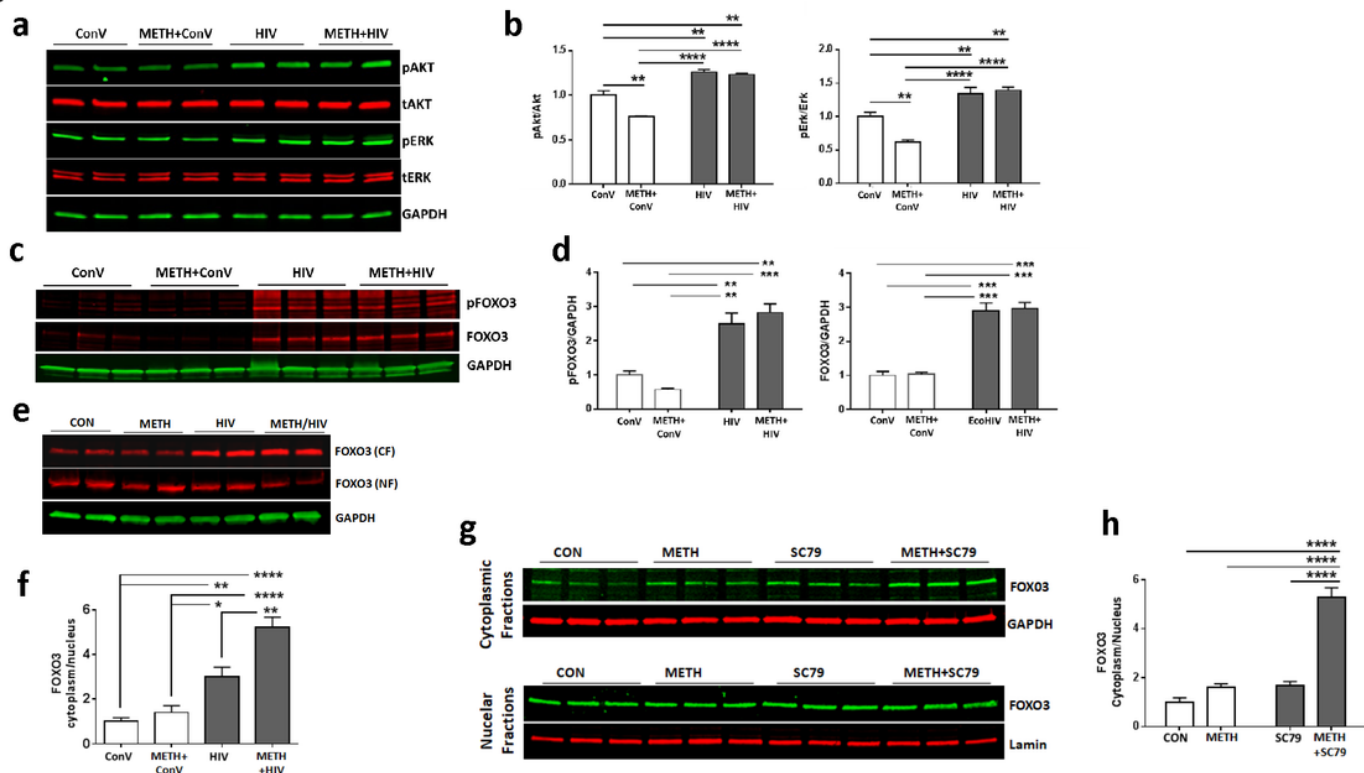 a
ConV METH+ConV HIV METH+HIV
pAKT
tAKT
pERK
tERK
GAPDH
b
pAkt/Akt
1.5
1.0
0.5
0.0
**
**
****
****
**
ConV METH+ConV HIV METH+HIV
pErk/Erk
2.0
1.5
1.0
0.5
0.0
**
**
****
****
**
ConV METH+ConV HIV METH+HIV
c
ConV METH+ConV HIV METH+HIV
pFOXO3
FOXO3
GAPDH
d
pFOXO3/GAPDH
4
3
2
1
0
**
***
**
**
ConV METH+ConV HIV METH+HIV
FOXO3/GAPDH
4
3
2
1
0
***
***
***
***
ConV METH+ConV EcoHIV METH+HIV
e
CON METH HIV METH/HIV
FOXO3 (CF)
FOXO3 (NF)
GAPDH
f
FOXO3
cytoplasm/nucleus
6
4
2
0
****
**
****
*
**
ConV METH+ConV HIV METH+HIV
g
Cytoplasmic
Fractions
CON METH SC79 METH+SC79
FOX03
GAPDH
Nucelar
Fractions
CON METH SC79 METH+SC79
FOXO3
Lamin
h
FOXO3
Cytoplasm/Nucleus
6
4
2
0
****
****
****
CON METH SC79 METH+SC79